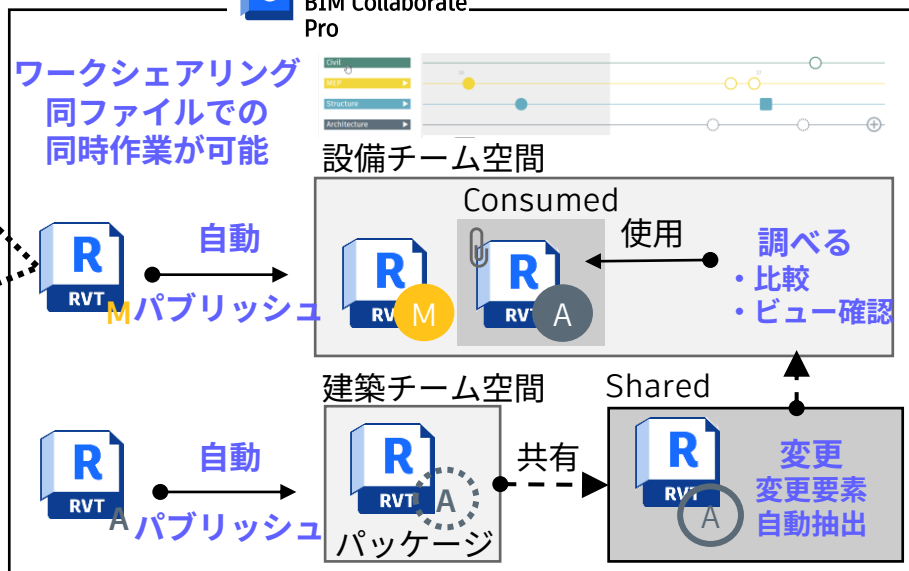 BIM Collaborate
Pro
ワークシェアリング
同ファイルでの
同時作業が可能
Civil
MEP
Structure
Architecture
設備チーム空間
Consumed
使用
調べる
・比較
・ビュー確認
R
RVT
M
自動
パブリッシュ
R
RV
M
R
RV
A
建築チーム空間
Shared
R
RVT
A
自動
パブリッシュ
R
RVT
A
パッケージ
共有
R
RVT
A
変更
変更要素
自動抽出